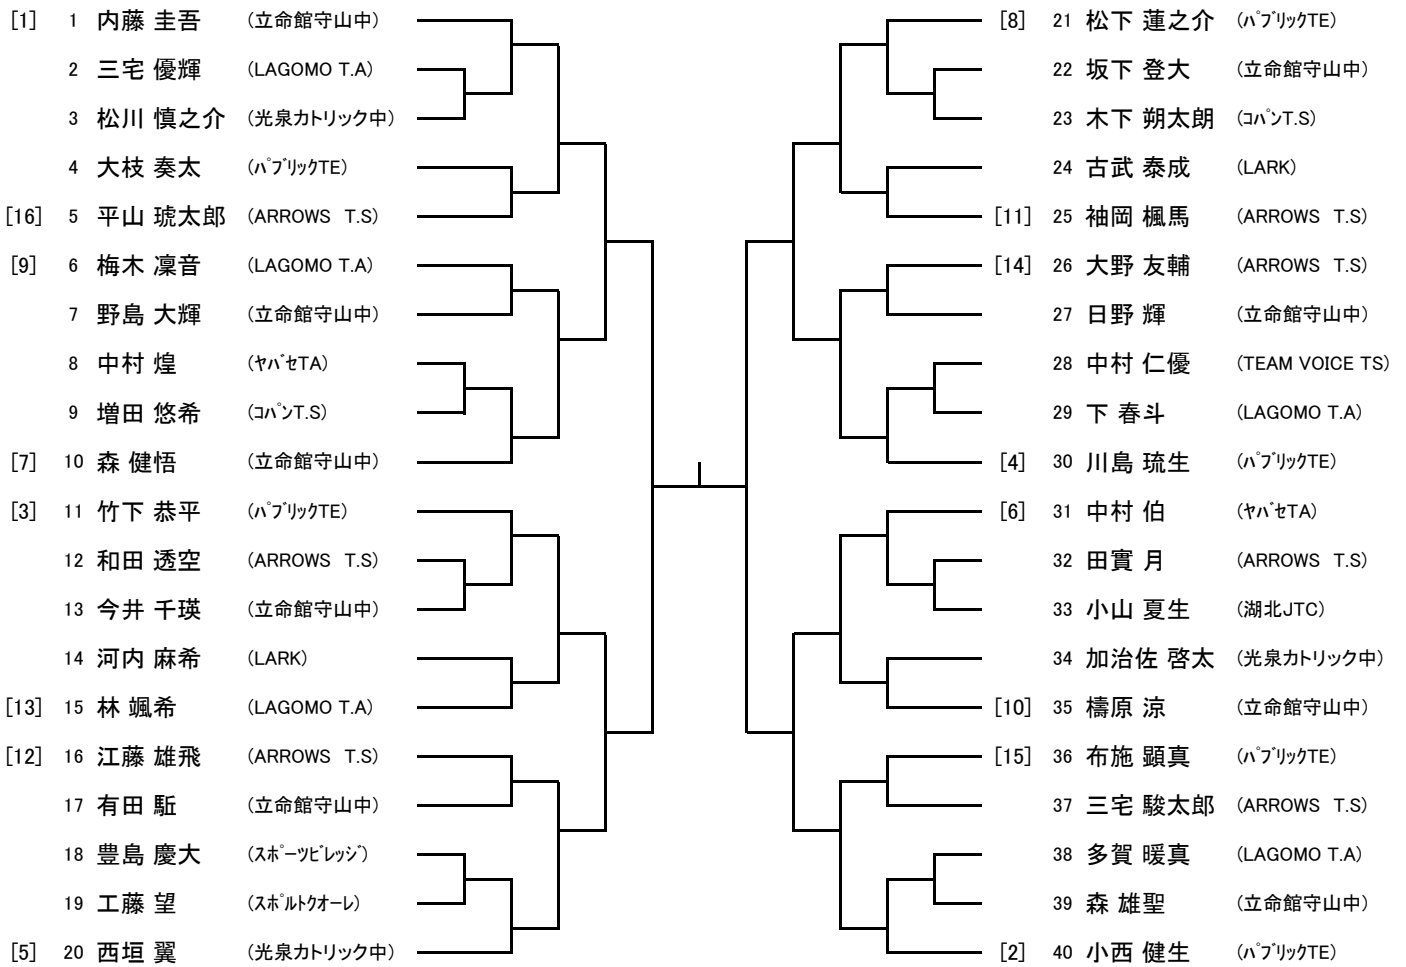 [1] 1 内藤 圭吾 (立命館守山中)
2 三宅 優輝 (LAGOMO T.A)
3 松川 慎之介 (光泉カトリック中)
4 大枝 奏太 (ﾊﾟﾌﾞﾘｯｸTE)
[16] 5 平山 琥太郎 (ARROWS T.S)
[9] 6 梅木 凜音 (LAGOMO T.A)
7 野島 大輝 (立命館守山中)
8 中村 煌 (ﾔﾊﾞｾTA)
9 増田 悠希 (ｺﾊﾟﾝT.S)
[7] 10 森 健悟 (立命館守山中)
[3] 11 竹下 恭平 (ﾊﾟﾌﾞﾘｯｸTE)
12 和田 透空 (ARROWS T.S)
13 今井 千瑛 (立命館守山中)
14 河内 麻希 (LARK)
[13] 15 林 颯希 (LAGOMO T.A)
[12] 16 江藤 雄飛 (ARROWS T.S)
17 有田 駈 (立命館守山中)
18 豊島 慶大 (ｽﾎﾟｰﾂﾋﾞﾚｯｼﾞ)
19 工藤 望 (ｽﾎﾟﾙﾄｸｵｰﾚ)
[5] 20 西垣 翼 (光泉カトリック中)
[8] 21 松下 蓮之介 (ﾊﾟﾌﾞﾘｯｸTE)
22 坂下 登大 (立命館守山中)
23 木下 朔太朗 (ｺﾊﾟﾝT.S)
24 古武 泰成 (LARK)
[11] 25 袖岡 楓馬 (ARROWS T.S)
[14] 26 大野 友輔 (ARROWS T.S)
27 日野 輝 (立命館守山中)
28 中村 仁優 (TEAM VOICE TS)
29 下 春斗 (LAGOMO T.A)
[4] 30 川島 琉生 (ﾊﾟﾌﾞﾘｯｸTE)
[6] 31 中村 伯 (ﾔﾊﾞｾTA)
32 田實 月 (ARROWS T.S)
33 小山 夏生 (湖北JTC)
34 加治佐 啓太 (光泉カトリック中)
[10] 35 檮原 涼 (立命館守山中)
[15] 36 布施 顕真 (ﾊﾟﾌﾞﾘｯｸTE)
37 三宅 駿太郎 (ARROWS T.S)
38 多賀 暖真 (LAGOMO T.A)
39 森 雄聖 (立命館守山中)
[2] 40 小西 健生 (ﾊﾟﾌﾞﾘｯｸTE)